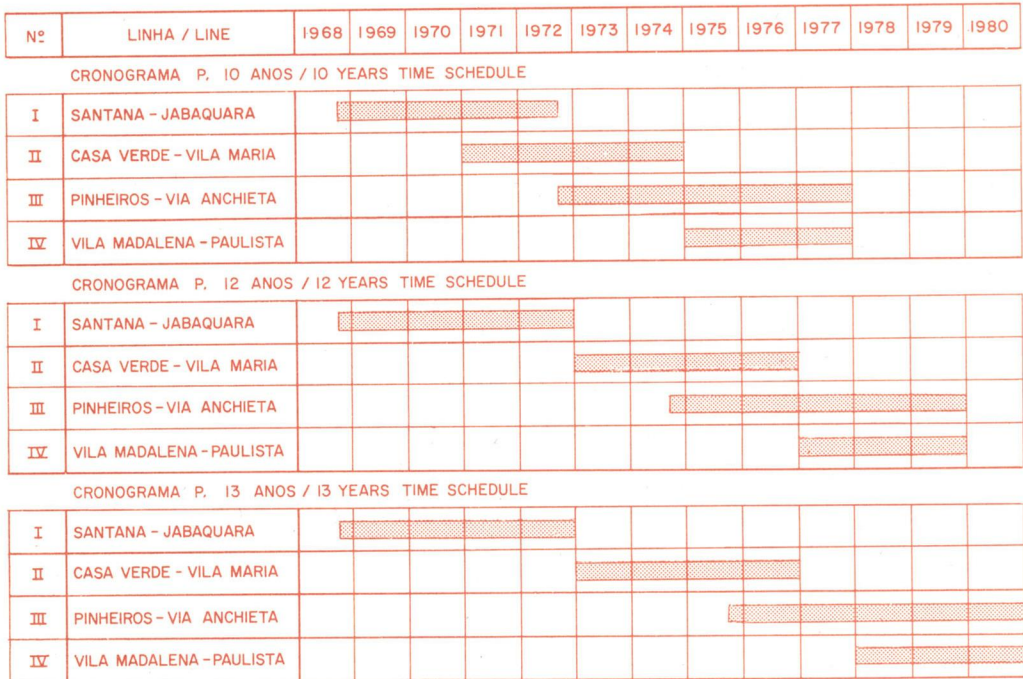 Nº LINHA / LINE 1968 1969 1970 1971 1972 1973 1974 1975 1976 1977 1978 1979 1980
CRONOGRAMA P. 10 ANOS / 10 YEARS TIME SCHEDULE
I SANTANA - JABAQUARA
II CASA VERDE - VILA MARIA
III PINHEIROS - VIA ANCHIETA
IV VILA MADALENA - PAULISTA
CRONOGRAMA P. 12 ANOS / 12 YEARS TIME SCHEDULE
I SANTANA - JABAQUARA
II CASA VERDE - VILA MARIA
III PINHEIROS - VIA ANCHIETA
IV VILA MADALENA - PAULISTA
CRONOGRAMA P. 13 ANOS / 13 YEARS TIME SCHEDULE
I SANTANA - JABAQUARA
II CASA VERDE - VILA MARIA
III PINHEIROS - VIA ANCHIETA
IV VILA MADALENA - PAULISTA